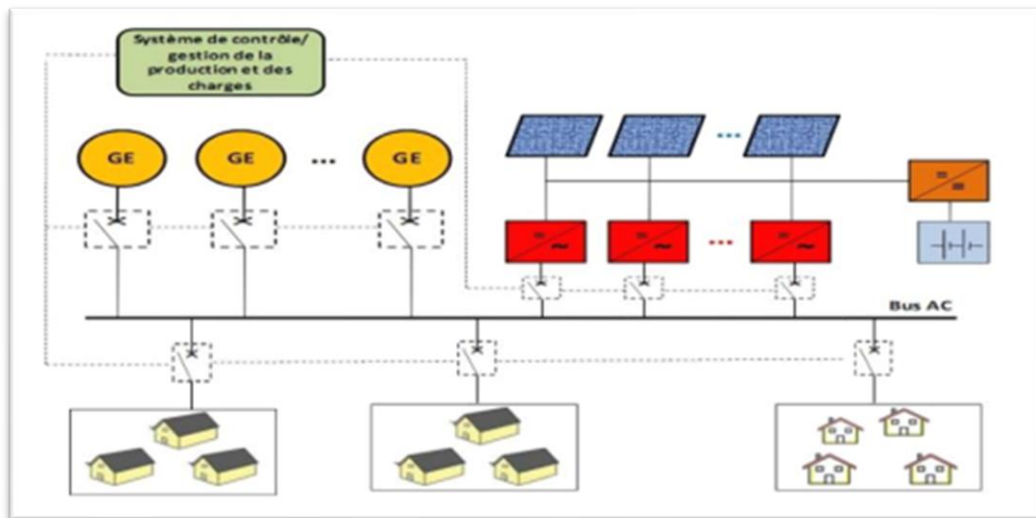 Système de contrôle/
gestion de la
production et des
charges
GE GE ... GE
Bus AC